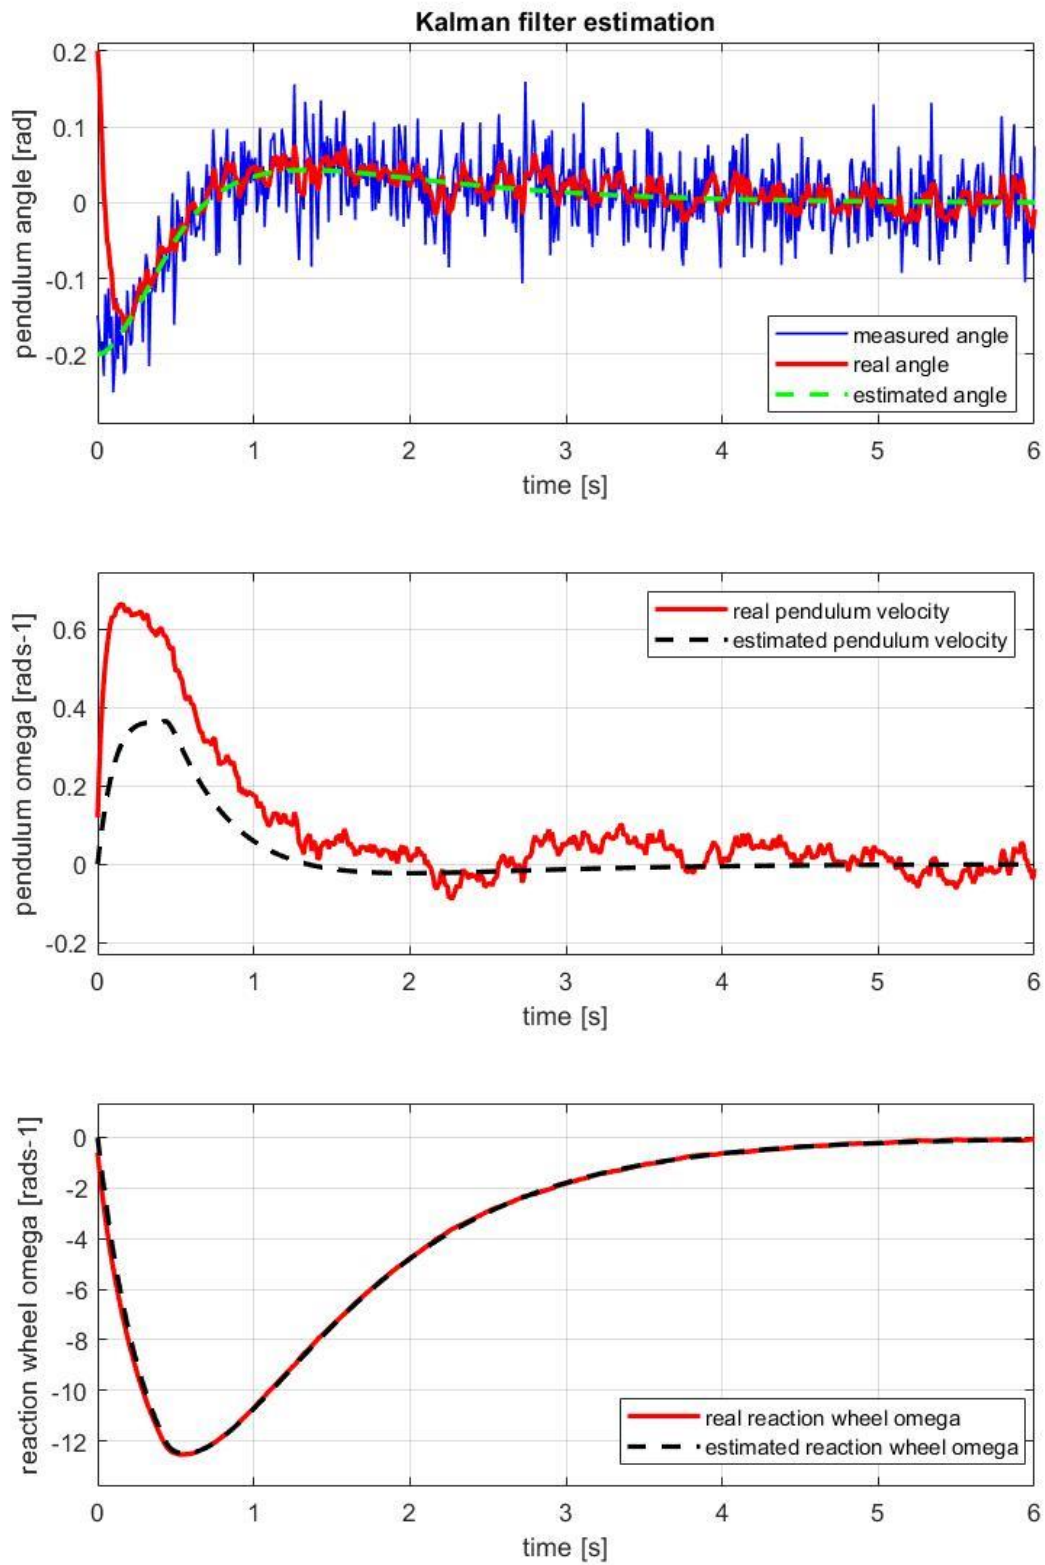 Kalman filter estimation
pendulum angle [rad]
0.2
0.1
0
-0.1
-0.2
measured angle
real angle
estimated angle
0 1 2 3 4 5 6
time [s]
pendulum omega [rads-1]
0.6
0.4
0.2
0
-0.2
real pendulum velocity
estimated pendulum velocity
0 1 2 3 4 5 6
time [s]
reaction wheel omega [rads-1]
0
-2
-4
-6
-8
-10
-12
real reaction wheel omega
estimated reaction wheel omega
0 1 2 3 4 5 6
time [s]